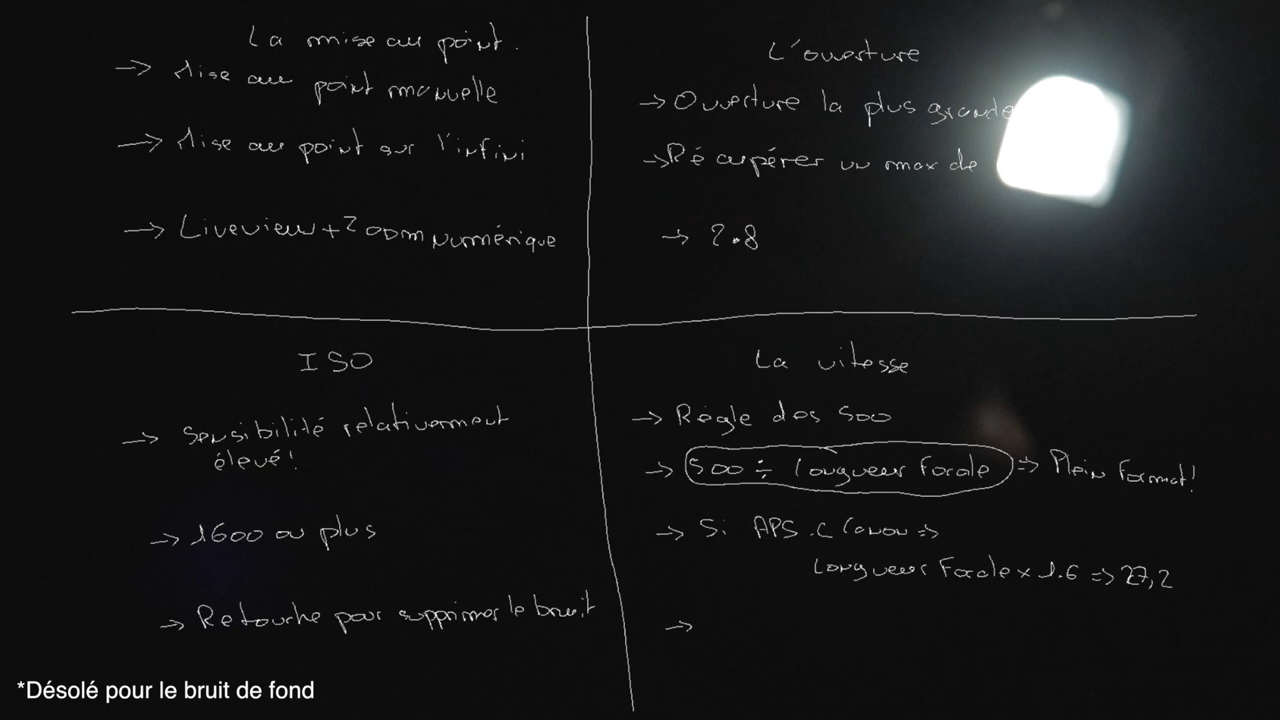 La mise au point.
→ Mise au point manuelle
→ Mise au point sur l'infini
→ Liveview + Zoom numérique
L'ouverture
→ Ouverture la plus grande
→ Récupérer un max de
→ 2.8
ISO
→ Sensibilité relativement
élevé!
→ 1600 ou plus
→ Retouche pour supprimer le bruit
La vitesse
→ Règle des 500
→ 500 ÷ Longueur focale => Plein format!
→ Si APS.C Canon =>
Longueur Focale x 1.6 => 27,2
→
*Désolé pour le bruit de fond